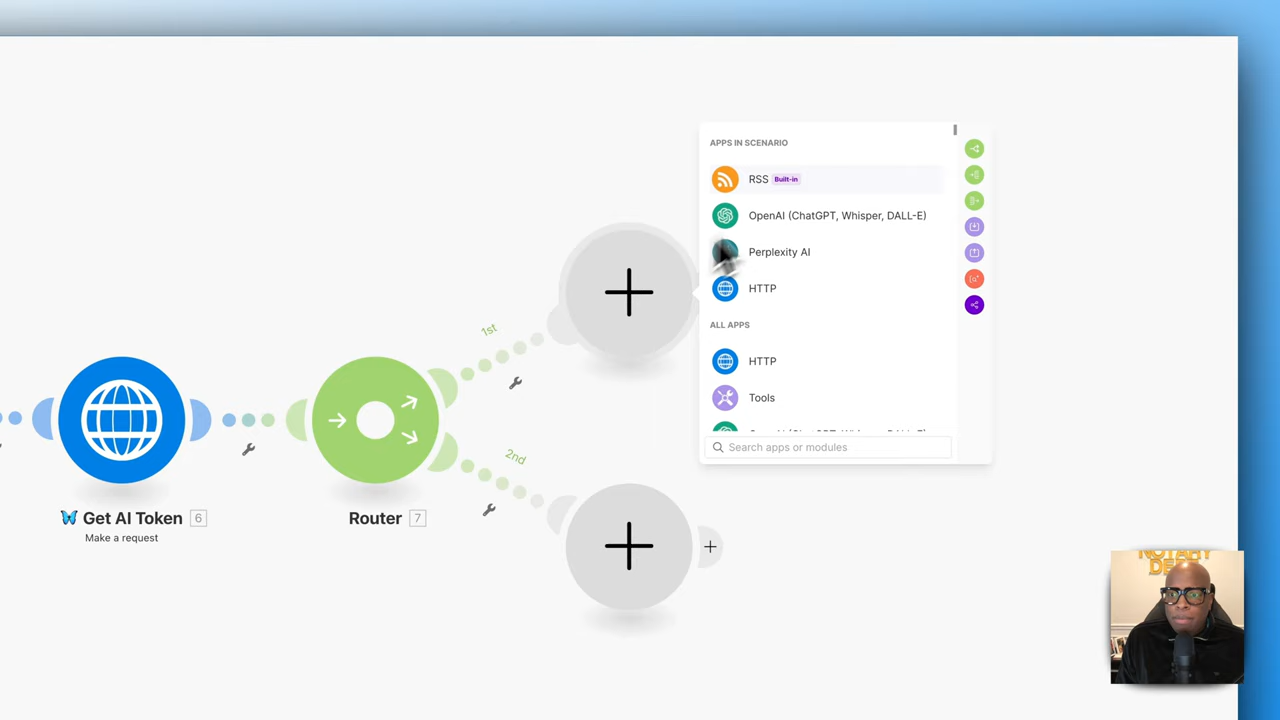 APPS IN SCENARIO
RSS Built-in
OpenAI (ChatGPT, Whisper, DALL-E)
Perplexity AI
HTTP
ALL APPS
HTTP
Tools
Search apps or modules
1st
2nd
Get AI Token 6
Make a request
Router 7
NOTARY